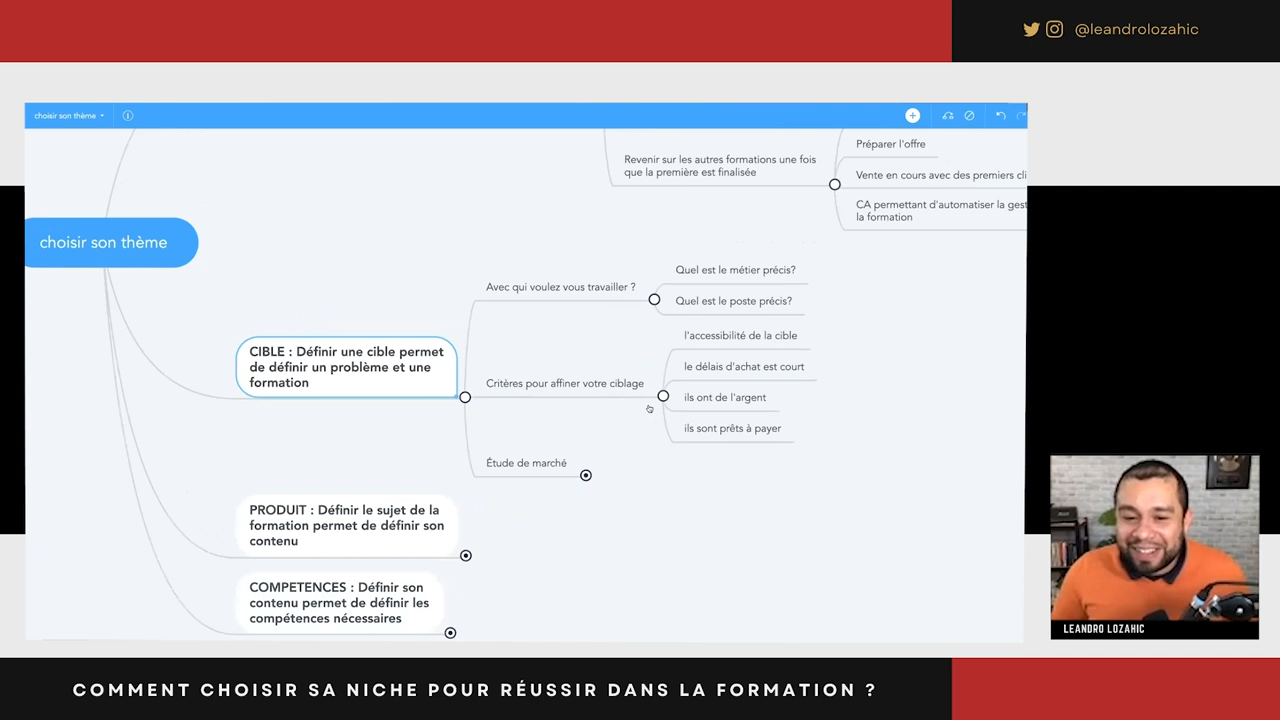 @leandrolozahic
choisir son thème
Préparer l'offre
Revenir sur les autres formations une fois
que la première est finalisée
Vente en cours avec des premiers cli
CA permettant d'automatiser la gest
la formation
choisir son thème
Quel est le métier précis?
Avec qui voulez vous travailler ?
Quel est le poste précis?
l'accessibilité de la cible
CIBLE : Définir une cible permet
de définir un problème et une
formation
le délais d'achat est court
Critères pour affiner votre ciblage
ils ont de l'argent
ils sont prêts à payer
Étude de marché
PRODUIT : Définir le sujet de la
formation permet de définir son
contenu
COMPETENCES : Définir son
contenu permet de définir les
compétences nécessaires
LEANDRO LOZAHIC
COMMENT CHOISIR SA NICHE POUR RÉUSSIR DANS LA FORMATION ?